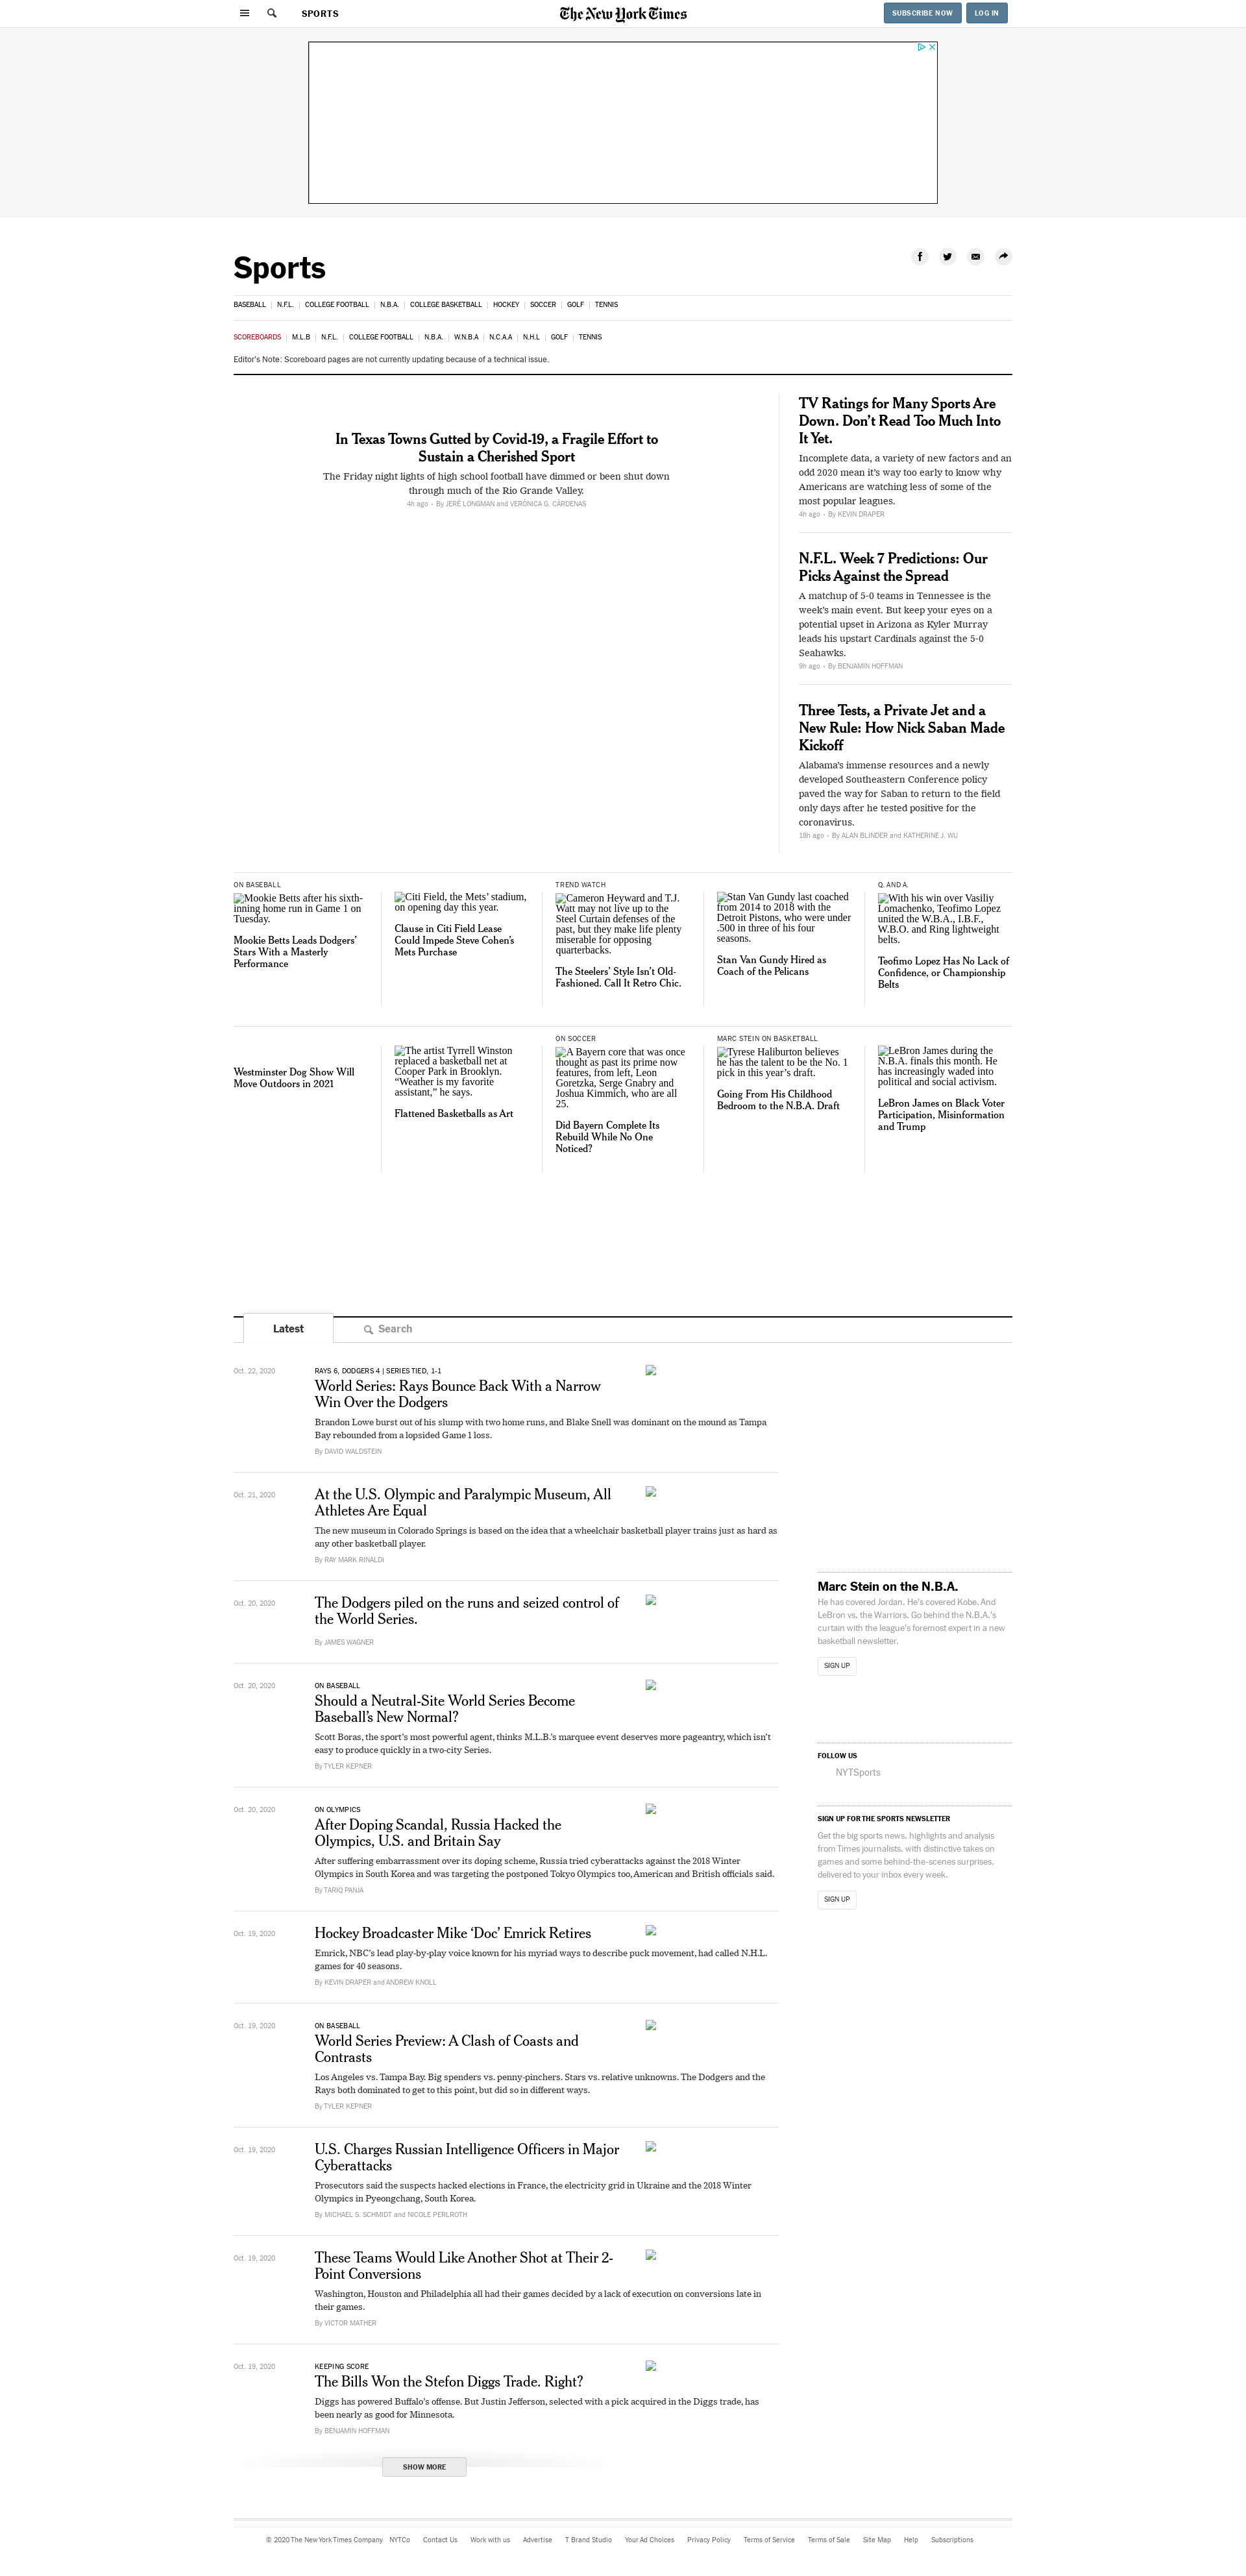 SPORTS
The New York Times
SUBSCRIBE NOW
LOG IN
Sports
BASEBALL | N.F.L. | COLLEGE FOOTBALL | N.B.A. | COLLEGE BASKETBALL | HOCKEY | SOCCER | GOLF | TENNIS
SCOREBOARDS | M.L.B | N.F.L. | COLLEGE FOOTBALL | N.B.A. | W.N.B.A | N.C.A.A | N.H.L | GOLF | TENNIS
Editor's Note: Scoreboard pages are not currently updating because of a technical issue.
In Texas Towns Gutted by Covid-19, a Fragile Effort to
Sustain a Cherished Sport
The Friday night lights of high school football have dimmed or been shut down
through much of the Rio Grande Valley.
4h ago • By JERÉ LONGMAN and VERÓNICA G. CÁRDENAS
TV Ratings for Many Sports Are
Down. Don’t Read Too Much Into
It Yet.
Incomplete data, a variety of new factors and an
odd 2020 mean it’s way too early to know why
Americans are watching less of some of the
most popular leagues.
4h ago • By KEVIN DRAPER
N.F.L. Week 7 Predictions: Our
Picks Against the Spread
A matchup of 5-0 teams in Tennessee is the
week’s main event. But keep your eyes on a
potential upset in Arizona as Kyler Murray
leads his upstart Cardinals against the 5-0
Seahawks.
9h ago • By BENJAMIN HOFFMAN
Three Tests, a Private Jet and a
New Rule: How Nick Saban Made
Kickoff
Alabama’s immense resources and a newly
developed Southeastern Conference policy
paved the way for Saban to return to the field
only days after he tested positive for the
coronavirus.
18h ago • By ALAN BLINDER and KATHERINE J. WU
ON BASEBALL
Mookie Betts after his sixth-
inning home run in Game 1 on
Tuesday.
Mookie Betts Leads Dodgers’
Stars With a Masterly
Performance
Citi Field, the Mets’ stadium,
on opening day this year.
Clause in Citi Field Lease
Could Impede Steve Cohen’s
Mets Purchase
TREND WATCH
Cameron Heyward and T.J.
Watt may not live up to the
Steel Curtain defenses of the
past, but they make life plenty
miserable for opposing
quarterbacks.
The Steelers’ Style Isn’t Old-
Fashioned. Call It Retro Chic.
Stan Van Gundy last coached
from 2014 to 2018 with the
Detroit Pistons, who were under
.500 in three of his four
seasons.
Stan Van Gundy Hired as
Coach of the Pelicans
Q. AND A.
With his win over Vasiliy
Lomachenko, Teofimo Lopez
united the W.B.A., I.B.F.,
W.B.O. and Ring lightweight
belts.
Teofimo Lopez Has No Lack of
Confidence, or Championship
Belts
Westminster Dog Show Will
Move Outdoors in 2021
The artist Tyrrell Winston
replaced a basketball net at
Cooper Park in Brooklyn.
“Weather is my favorite
assistant,” he says.
Flattened Basketballs as Art
ON SOCCER
A Bayern core that was once
thought as past its prime now
features, from left, Leon
Goretzka, Serge Gnabry and
Joshua Kimmich, who are all
25.
Did Bayern Complete Its
Rebuild While No One
Noticed?
MARC STEIN ON BASKETBALL
Tyrese Haliburton believes
he has the talent to be the No. 1
pick in this year’s draft.
Going From His Childhood
Bedroom to the N.B.A. Draft
LeBron James during the
N.B.A. finals this month. He
has increasingly waded into
political and social activism.
LeBron James on Black Voter
Participation, Misinformation
and Trump
Latest
Search
Oct. 22, 2020
RAYS 6, DODGERS 4 | SERIES TIED, 1-1
World Series: Rays Bounce Back With a Narrow
Win Over the Dodgers
Brandon Lowe burst out of his slump with two home runs, and Blake Snell was dominant on the mound as Tampa
Bay rebounded from a lopsided Game 1 loss.
By DAVID WALDSTEIN
Oct. 21, 2020
At the U.S. Olympic and Paralympic Museum, All
Athletes Are Equal
The new museum in Colorado Springs is based on the idea that a wheelchair basketball player trains just as hard as
any other basketball player.
By RAY MARK RINALDI
Oct. 20, 2020
The Dodgers piled on the runs and seized control of
the World Series.
By JAMES WAGNER
Oct. 20, 2020
ON BASEBALL
Should a Neutral-Site World Series Become
Baseball’s New Normal?
Scott Boras, the sport’s most powerful agent, thinks M.L.B.’s marquee event deserves more pageantry, which isn’t
easy to produce quickly in a two-city Series.
By TYLER KEPNER
Oct. 20, 2020
ON OLYMPICS
After Doping Scandal, Russia Hacked the
Olympics, U.S. and Britain Say
After suffering embarrassment over its doping scheme, Russia tried cyberattacks against the 2018 Winter
Olympics in South Korea and was targeting the postponed Tokyo Olympics too, American and British officials said.
By TARIQ PANJA
Oct. 19, 2020
Hockey Broadcaster Mike ‘Doc’ Emrick Retires
Emrick, NBC’s lead play-by-play voice known for his myriad ways to describe puck movement, had called N.H.L.
games for 40 seasons.
By KEVIN DRAPER and ANDREW KNOLL
Oct. 19, 2020
ON BASEBALL
World Series Preview: A Clash of Coasts and
Contrasts
Los Angeles vs. Tampa Bay. Big spenders vs. penny-pinchers. Stars vs. relative unknowns. The Dodgers and the
Rays both dominated to get to this point, but did so in different ways.
By TYLER KEPNER
Oct. 19, 2020
U.S. Charges Russian Intelligence Officers in Major
Cyberattacks
Prosecutors said the suspects hacked elections in France, the electricity grid in Ukraine and the 2018 Winter
Olympics in Pyeongchang, South Korea.
By MICHAEL S. SCHMIDT and NICOLE PERLROTH
Oct. 19, 2020
These Teams Would Like Another Shot at Their 2-
Point Conversions
Washington, Houston and Philadelphia all had their games decided by a lack of execution on conversions late in
their games.
By VICTOR MATHER
Oct. 19, 2020
KEEPING SCORE
The Bills Won the Stefon Diggs Trade. Right?
Diggs has powered Buffalo’s offense. But Justin Jefferson, selected with a pick acquired in the Diggs trade, has
been nearly as good for Minnesota.
By BENJAMIN HOFFMAN
SHOW MORE
Marc Stein on the N.B.A.
He has covered Jordan. He’s covered Kobe. And
LeBron vs. the Warriors. Go behind the N.B.A.’s
curtain with the league’s foremost expert in a new
basketball newsletter.
SIGN UP
FOLLOW US
NYTSports
SIGN UP FOR THE SPORTS NEWSLETTER
Get the big sports news, highlights and analysis
from Times journalists, with distinctive takes on
games and some behind-the-scenes surprises,
delivered to your inbox every week.
SIGN UP
© 2020 The New York Times Company NYTCo Contact Us Work with us Advertise T Brand Studio Your Ad Choices Privacy Policy Terms of Service Terms of Sale Site Map Help Subscriptions